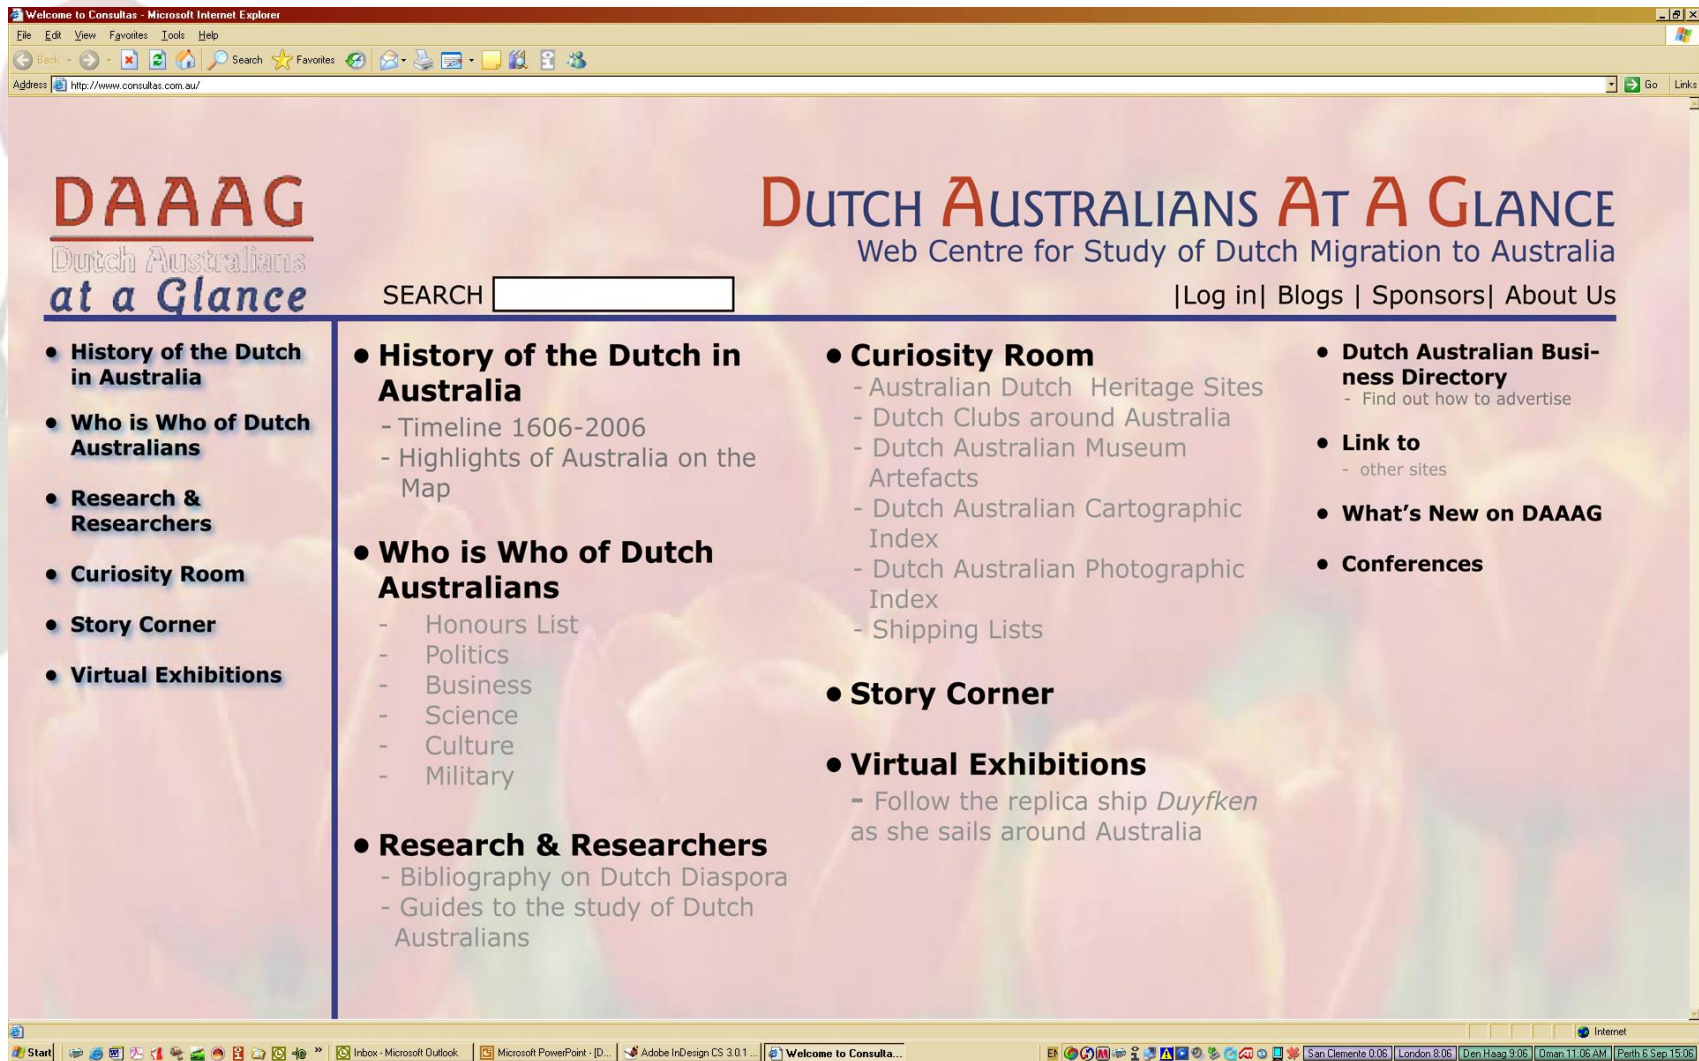 Welcome to Consultas - Microsoft Internet Explorer
File Edit View Favorites Tools Help
Back Search Favorites
Address http://www.consultas.com.au/ Go Links
DAAAG
Dutch Australians
at a Glance
DUTCH AUSTRALIANS AT A GLANCE
Web Centre for Study of Dutch Migration to Australia
SEARCH
|Log in| Blogs | Sponsors| About Us
• History of the Dutch
in Australia
• Who is Who of Dutch
Australians
• Research &
Researchers
• Curiosity Room
• Story Corner
• Virtual Exhibitions
• History of the Dutch in
Australia
- Timeline 1606-2006
- Highlights of Australia on the
Map
• Who is Who of Dutch
Australians
- Honours List
- Politics
- Business
- Science
- Culture
- Military
• Research & Researchers
- Bibliography on Dutch Diaspora
- Guides to the study of Dutch
Australians
• Curiosity Room
- Australian Dutch Heritage Sites
- Dutch Clubs around Australia
- Dutch Australian Museum
Artefacts
- Dutch Australian Cartographic
Index
- Dutch Australian Photographic
Index
- Shipping Lists
• Story Corner
• Virtual Exhibitions
- Follow the replica ship Duyfken
as she sails around Australia
• Dutch Australian Busi-
ness Directory
- Find out how to advertise
• Link to
- other sites
• What's New on DAAAG
• Conferences
Internet
Start » Inbox - Microsoft Outlook Microsoft PowerPoint - [D... Adobe InDesign CS 3.0.1 ... Welcome to Consulta... EN San Clemente 0:06 London 8:06 Den Haag 9:06 Oman 11:06 AM Perth 6 Sep 15:06